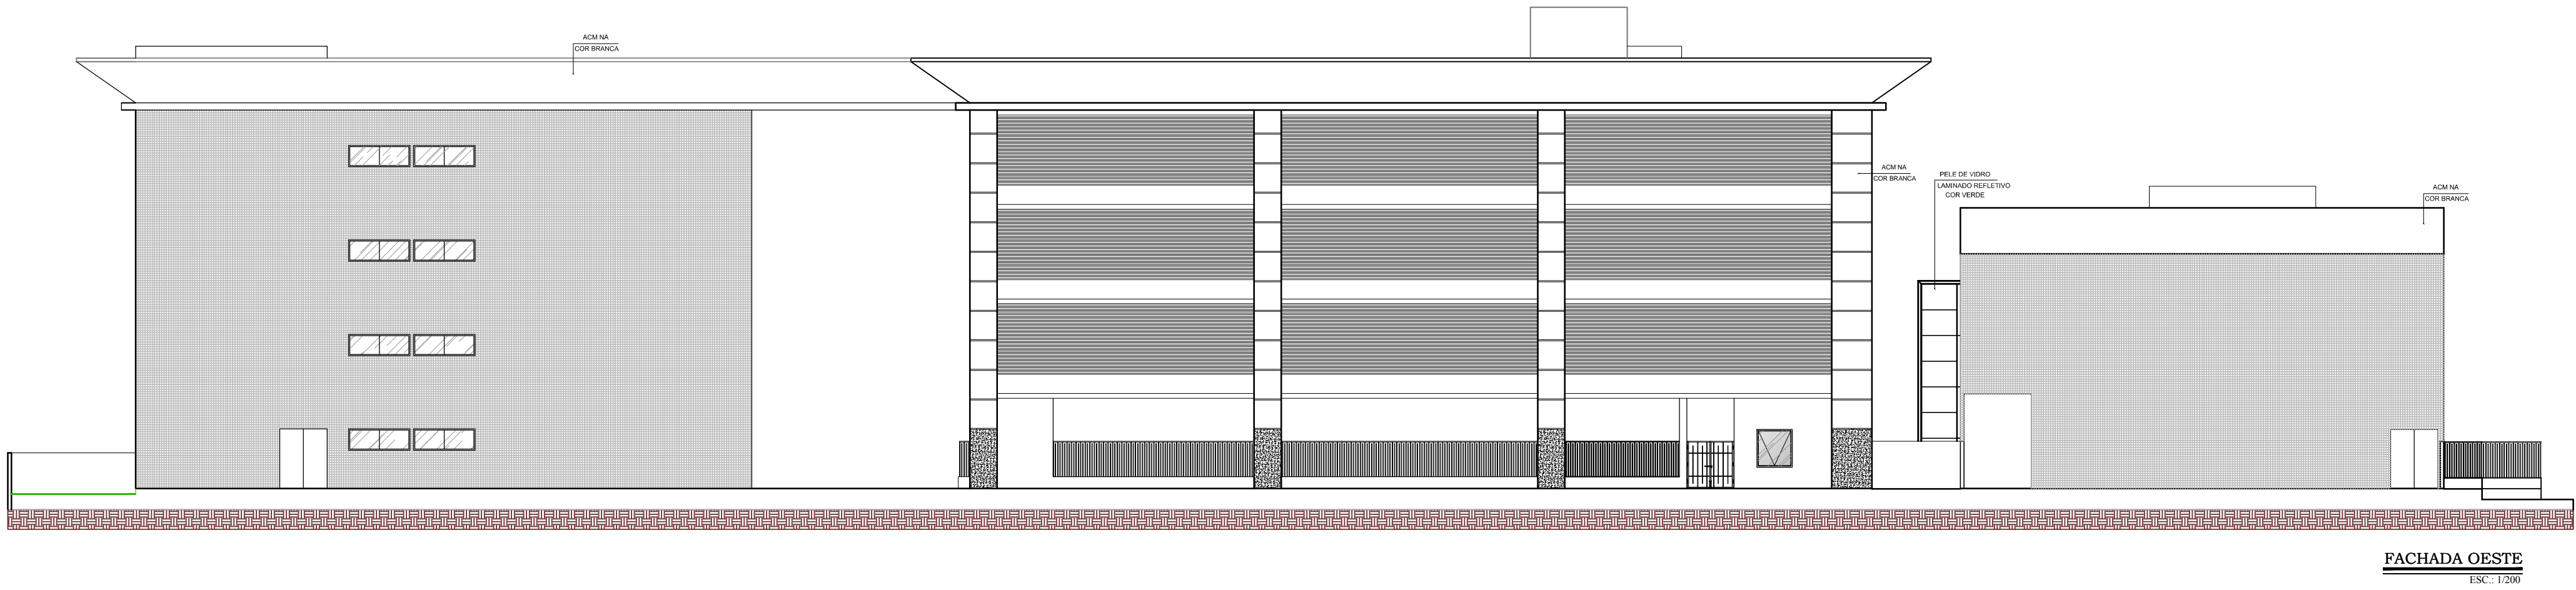 ACM NA
COR BRANCA
ACM NA
COR BRANCA
PELE DE VIDRO
LAMINADO REFLETIVO
COR VERDE
ACM NA
COR BRANCA
FACHADA OESTE
ESC.: 1/200